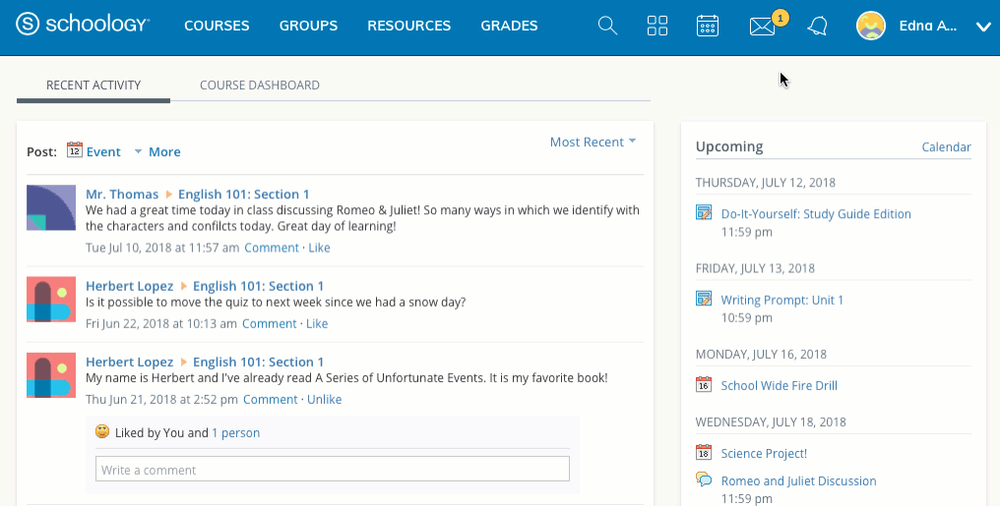 schoology
COURSES
GROUPS
RESOURCES
GRADES
1
Edna A...
RECENT ACTIVITY
COURSE DASHBOARD
Post: 12 Event More
Most Recent
Mr. Thomas English 101: Section 1
We had a great time today in class discussing Romeo & Juliet! So many ways in which we identify with
the characters and confilcts today. Great day of learning!
Tue Jul 10, 2018 at 11:57 am Comment · Like
Herbert Lopez English 101: Section 1
Is it possible to move the quiz to next week since we had a snow day?
Fri Jun 22, 2018 at 10:13 am Comment · Like
Herbert Lopez English 101: Section 1
My name is Herbert and I've already read A Series of Unfortunate Events. It is my favorite book!
Thu Jun 21, 2018 at 2:52 pm Comment · Unlike
Liked by You and 1 person
Write a comment
Upcoming
Calendar
THURSDAY, JULY 12, 2018
Do-It-Yourself: Study Guide Edition
11:59 pm
FRIDAY, JULY 13, 2018
Writing Prompt: Unit 1
10:59 pm
MONDAY, JULY 16, 2018
16 School Wide Fire Drill
WEDNESDAY, JULY 18, 2018
18 Science Project!
Romeo and Juliet Discussion
11:59 pm